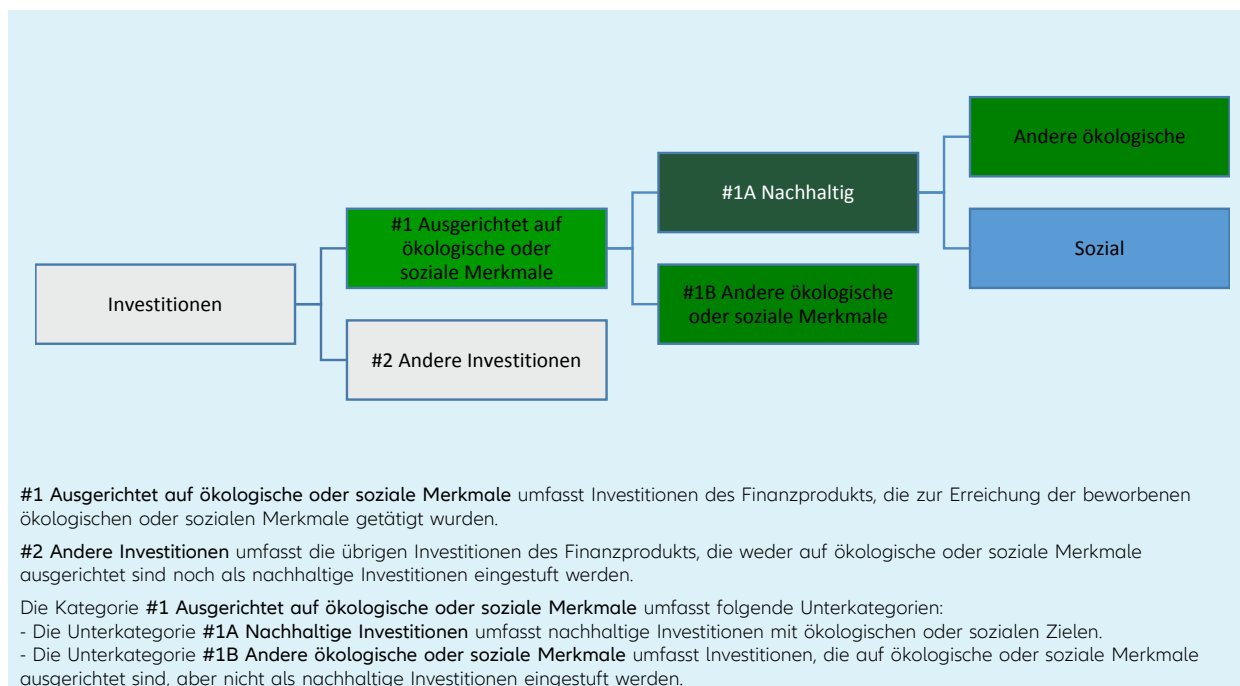 Andere ökologische
#1A Nachhaltig
#1 Ausgerichtet auf
ökologische oder
soziale Merkmale
Sozial
Investitionen
#1B Andere ökologische
oder soziale Merkmale
#2 Andere Investitionen
#1 Ausgerichtet auf ökologische oder soziale Merkmale umfasst Investitionen des Finanzprodukts, die zur Erreichung der beworbenen
ökologischen oder sozialen Merkmale getätigt wurden.
#2 Andere Investitionen umfasst die übrigen Investitionen des Finanzprodukts, die weder auf ökologische oder soziale Merkmale
ausgerichtet sind noch als nachhaltige Investitionen eingestuft werden.
Die Kategorie #1 Ausgerichtet auf ökologische oder soziale Merkmale umfasst folgende Unterkategorien:
- Die Unterkategorie #1A Nachhaltige Investitionen umfasst nachhaltige Investitionen mit ökologischen oder sozialen Zielen.
- Die Unterkategorie #1B Andere ökologische oder soziale Merkmale umfasst Investitionen, die auf ökologische oder soziale Merkmale
ausgerichtet sind, aber nicht als nachhaltige Investitionen eingestuft werden.